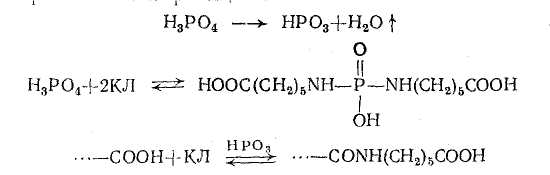 H₃PO₄ → HPO₃+H₂O ↑
O
H₃PO₄+2КЛ ⇌ HOOC(CH₂)₅NH—P—NH(CH₂)₅COOH
OH
···—COOH+КЛ ⇌ ···—CONH(CH₂)₅COOH
HPO₃